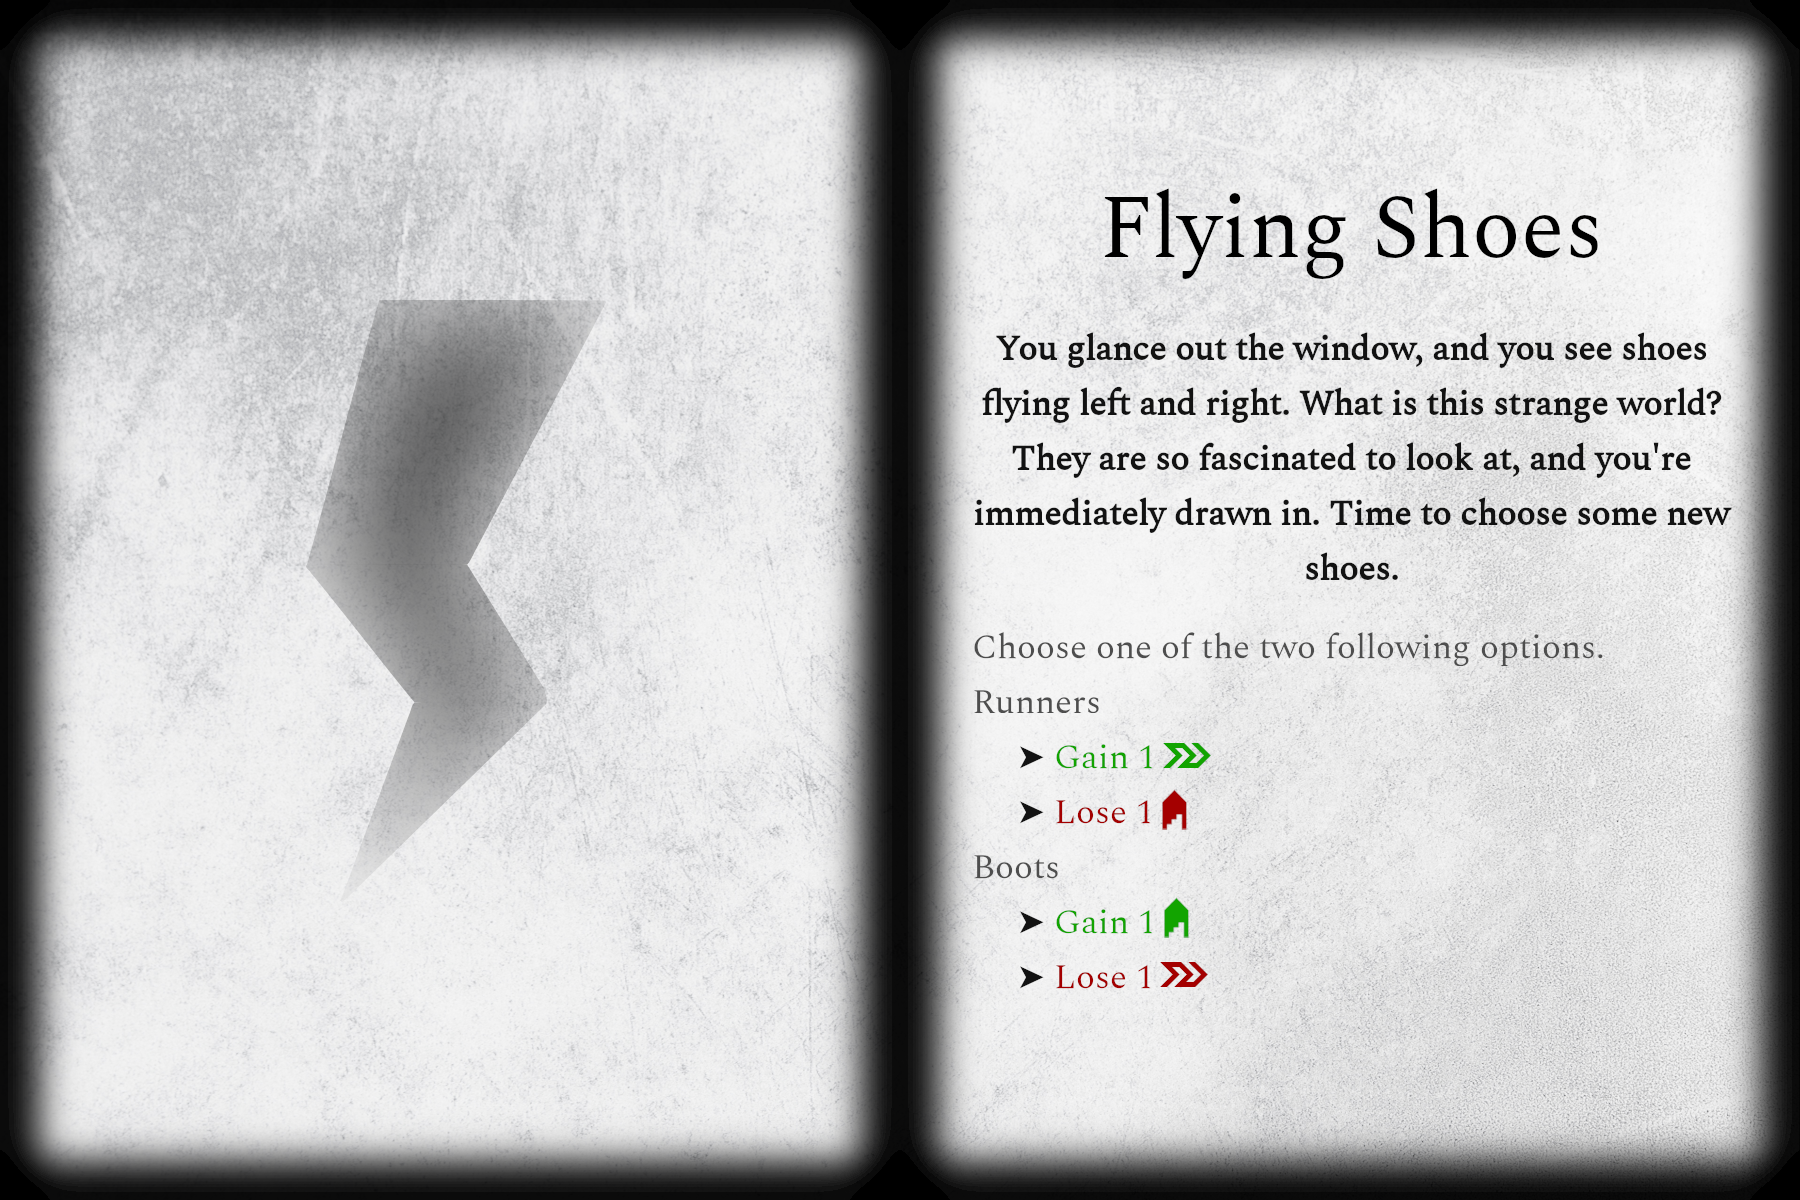 Flying Shoes
You glance out the window, and you see shoes
flying left and right. What is this strange world?
They are so fascinated to look at, and you're
immediately drawn in. Time to choose some new
shoes.
Choose one of the two following options.
Runners
➤ Gain 1
➤ Lose 1
Boots
➤ Gain 1
➤ Lose 1